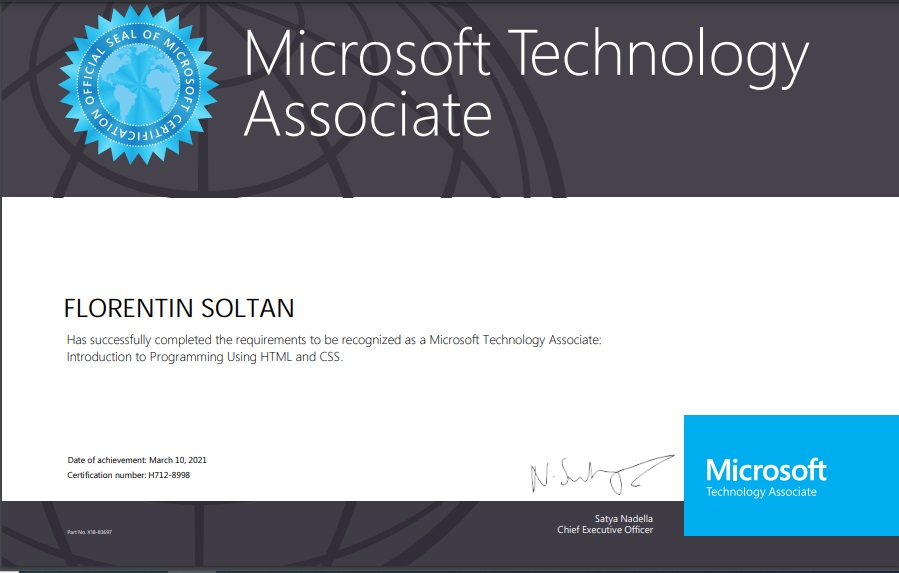 OFFICIAL SEAL OF MICROSOFT CERTIFICATION
Microsoft Technology
Associate
FLORENTIN SOLTAN
Has successfully completed the requirements to be recognized as a Microsoft Technology Associate:
Introduction to Programming Using HTML and CSS.
Date of achievement: March 10, 2021
Certification number: H712-8998
Microsoft
Technology Associate
Satya Nadella
Chief Executive Officer
Part No. X18-83697